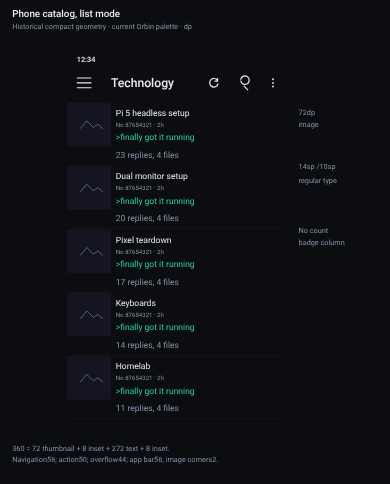 Phone catalog, list mode
Historical compact geometry · current Orbin palette · dp
12:34
Technology
Pi 5 headless setup
No.87654321 · 2h
>finally got it running
23 replies, 4 files
72dp
image
Dual monitor setup
No.87654321 · 2h
>finally got it running
20 replies, 4 files
14sp /10sp
regular type
Pixel teardown
No.87654321 · 2h
>finally got it running
17 replies, 4 files
No count
badge column
Keyboards
No.87654321 · 2h
>finally got it running
14 replies, 4 files
Homelab
No.87654321 · 2h
>finally got it running
11 replies, 4 files
360 = 72 thumbnail + 8 inset + 272 text + 8 inset.
Navigation56; action50; overflow44; app bar56; image corners2.